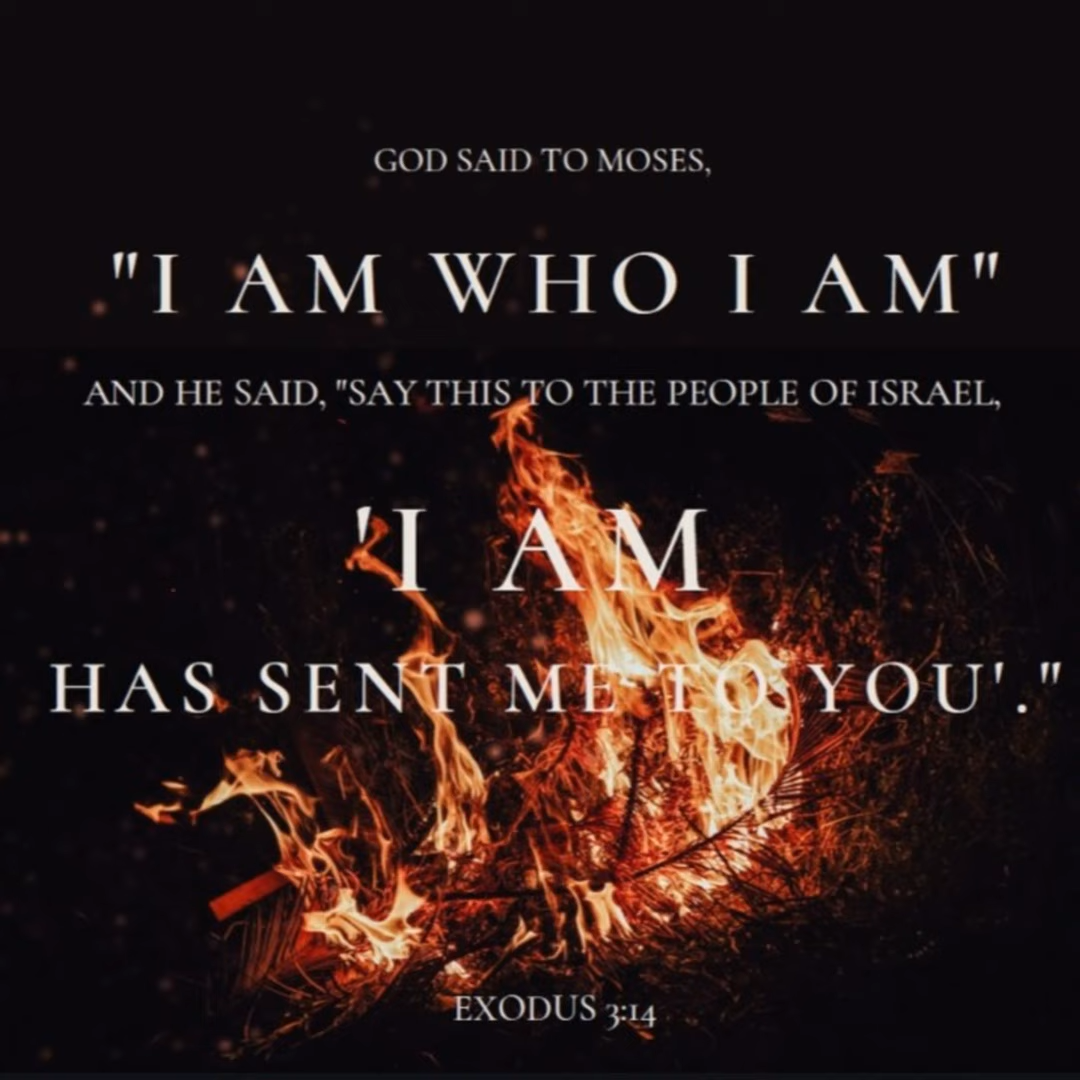 GOD SAID TO MOSES,
"I AM WHO I AM"
AND HE SAID, "SAY THIS TO THE PEOPLE OF ISRAEL,
'I AM
HAS SENT ME TO YOU'."
EXODUS 3:14